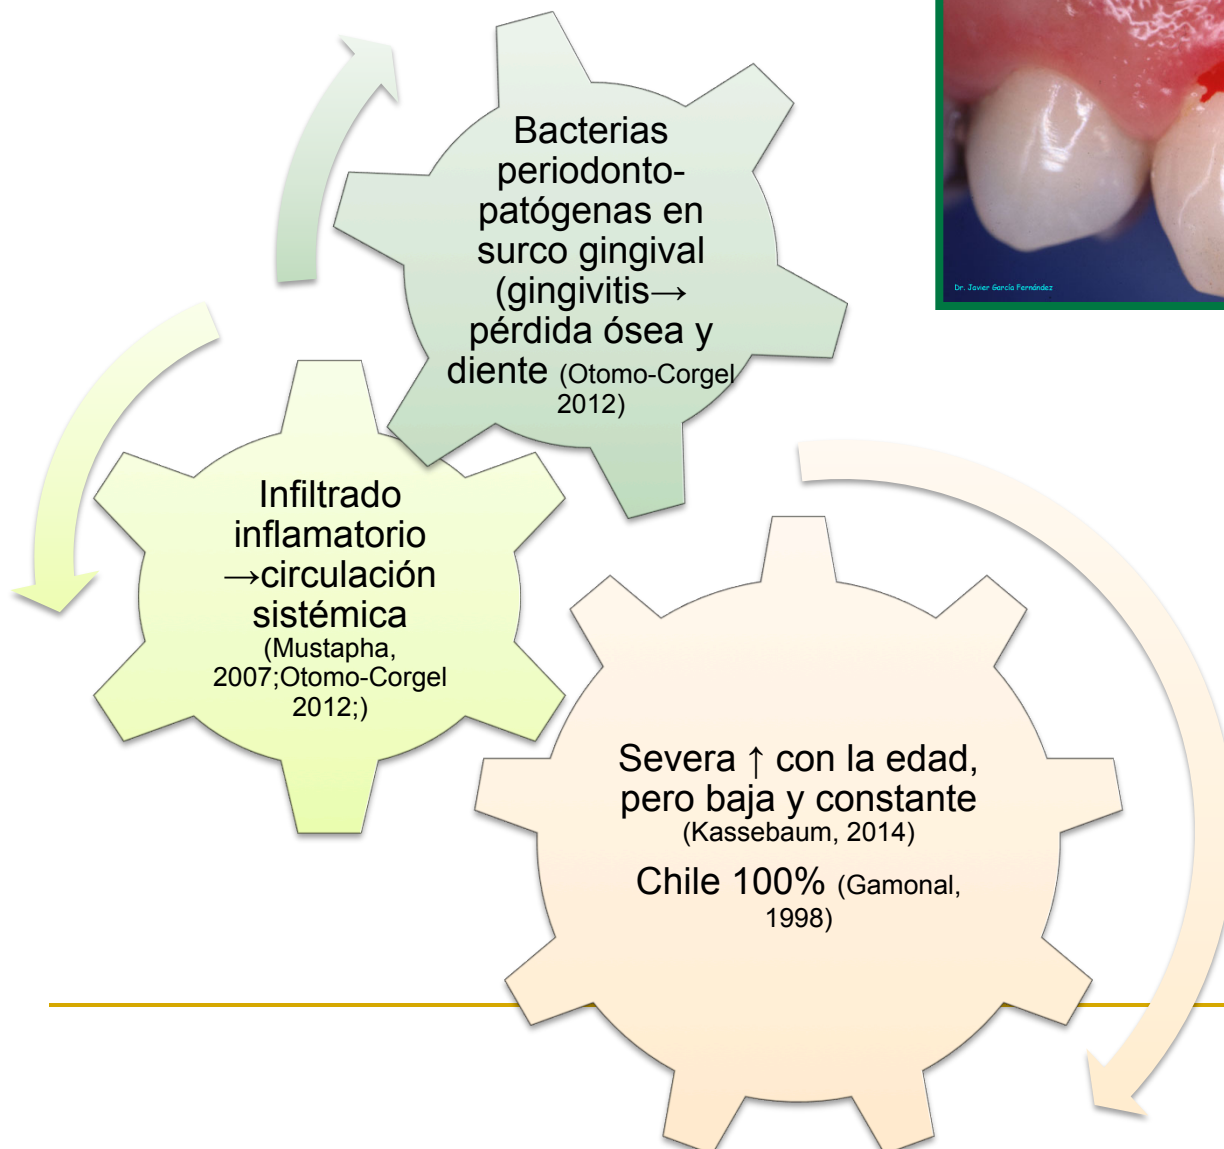 Bacterias
periodonto-
patógenas en
surco gingival
(gingivitis→
pérdida ósea y
diente (Otomo-Corgel
2012)
Dr. Javier García Fernández
Infiltrado
inflamatorio
→circulación
sistémica
(Mustapha,
2007;Otomo-Corgel
2012;)
Severa ↑ con la edad,
pero baja y constante
(Kassebaum, 2014)
Chile 100% (Gamonal,
1998)